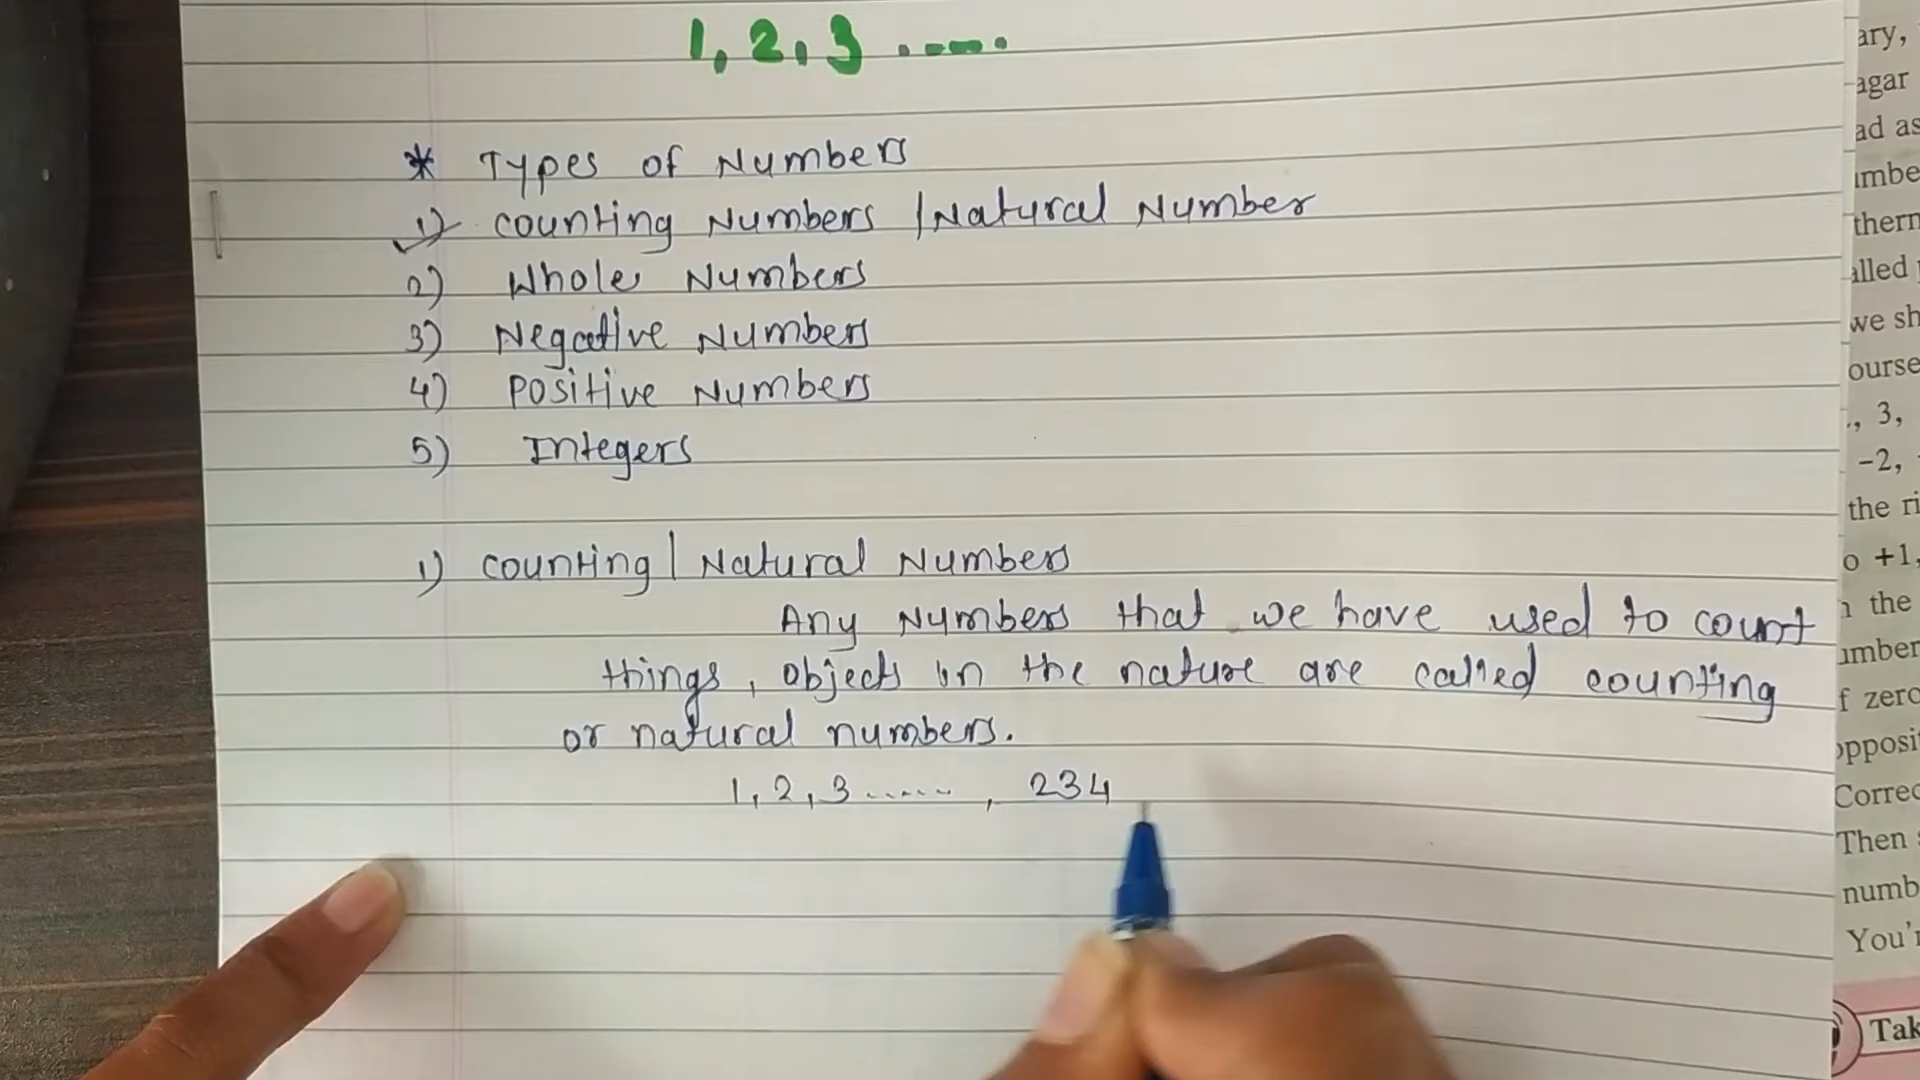 1, 2, 3 .....
* Types of Numbers
1) Counting Numbers / Natural Number
2) Whole Numbers
3) Negative Numbers
4) Positive Numbers
5) Integers
1) Counting | Natural Numbers
Any Numbers that we have used to count
things, objects in the nature are called counting
or natural numbers.
1, 2, 3 ......, 234
ary,
agar
ad as
umbe
thern
alled
we sh
ourse
., 3,
-2,
the ri
o +1,
n the
umber
f zero
opposi
Correc
Then
numb
You'r
Tak